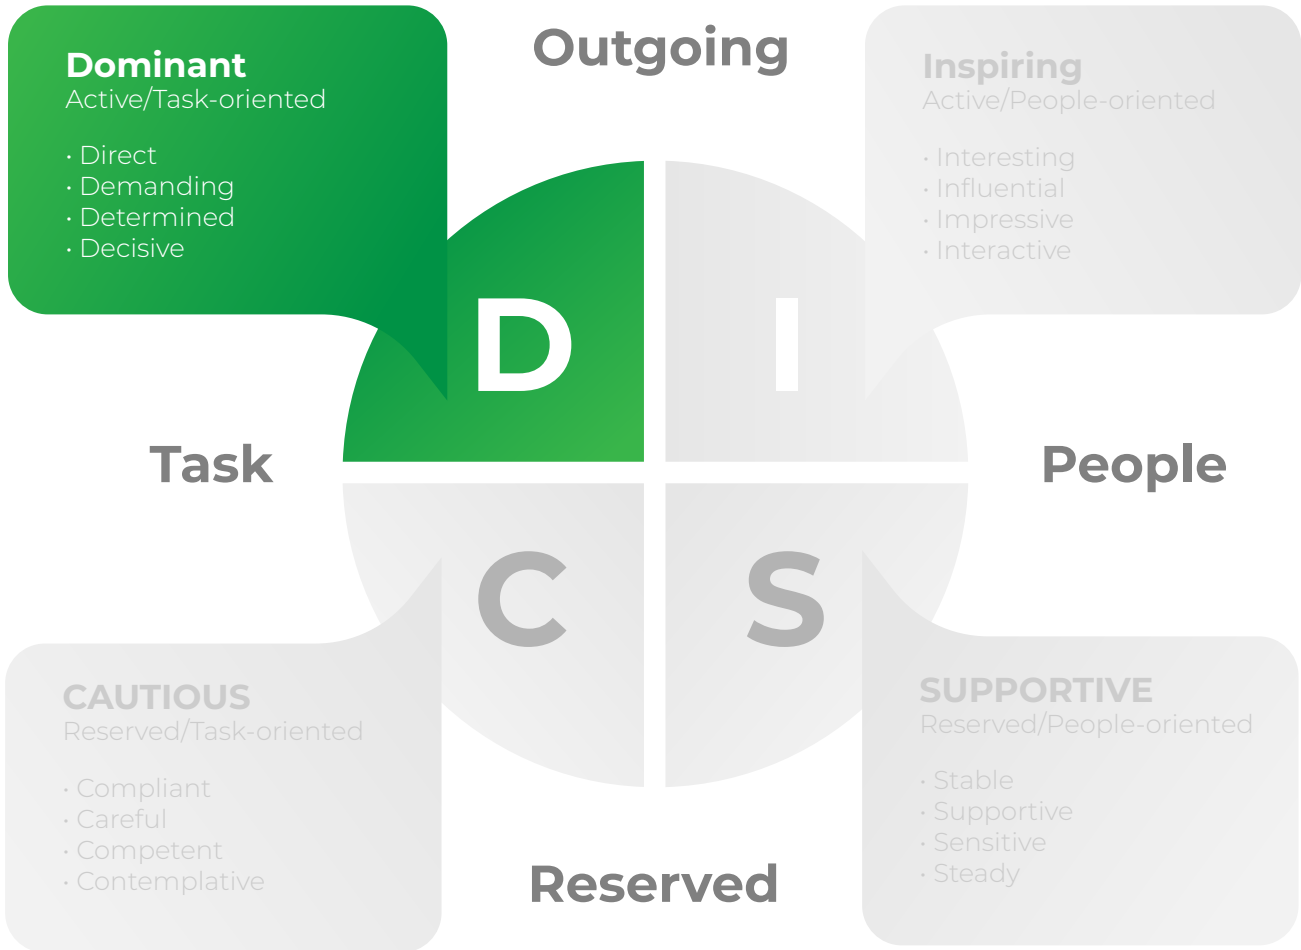 Outgoing
Dominant
Active/Task-oriented
• Direct
• Demanding
• Determined
• Decisive
Inspiring
Active/People-oriented
• Interesting
• Influential
• Impressive
• Interactive
D
I
Task
People
C
S
CAUTIOUS
Reserved/Task-oriented
• Compliant
• Careful
• Competent
• Contemplative
SUPPORTIVE
Reserved/People-oriented
• Stable
• Supportive
• Sensitive
• Steady
Reserved